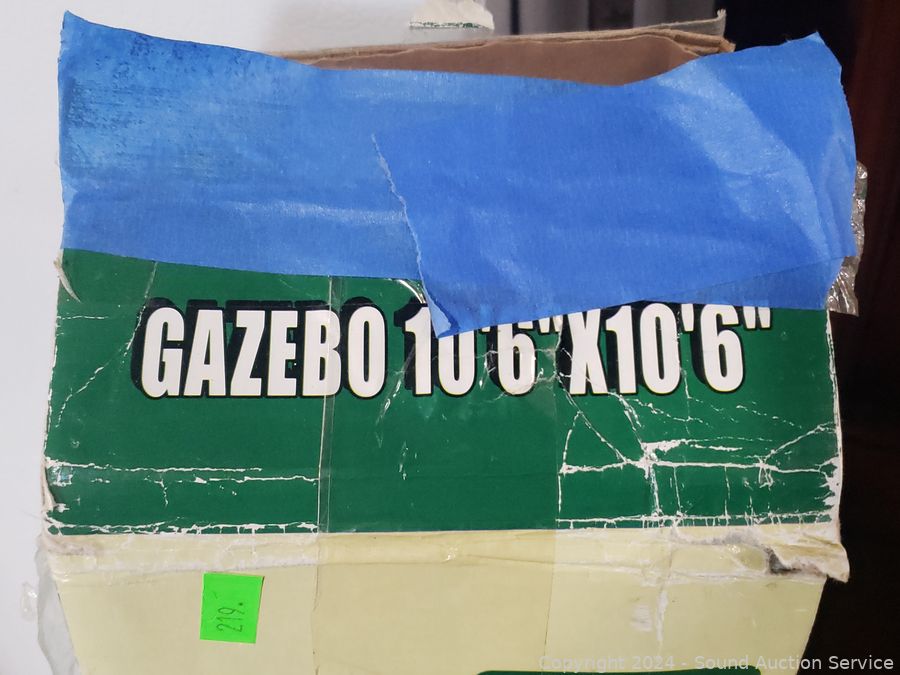 GAZEBO 10'6"X10'6"
219.
Copyright 2024 - Sound Auction Service